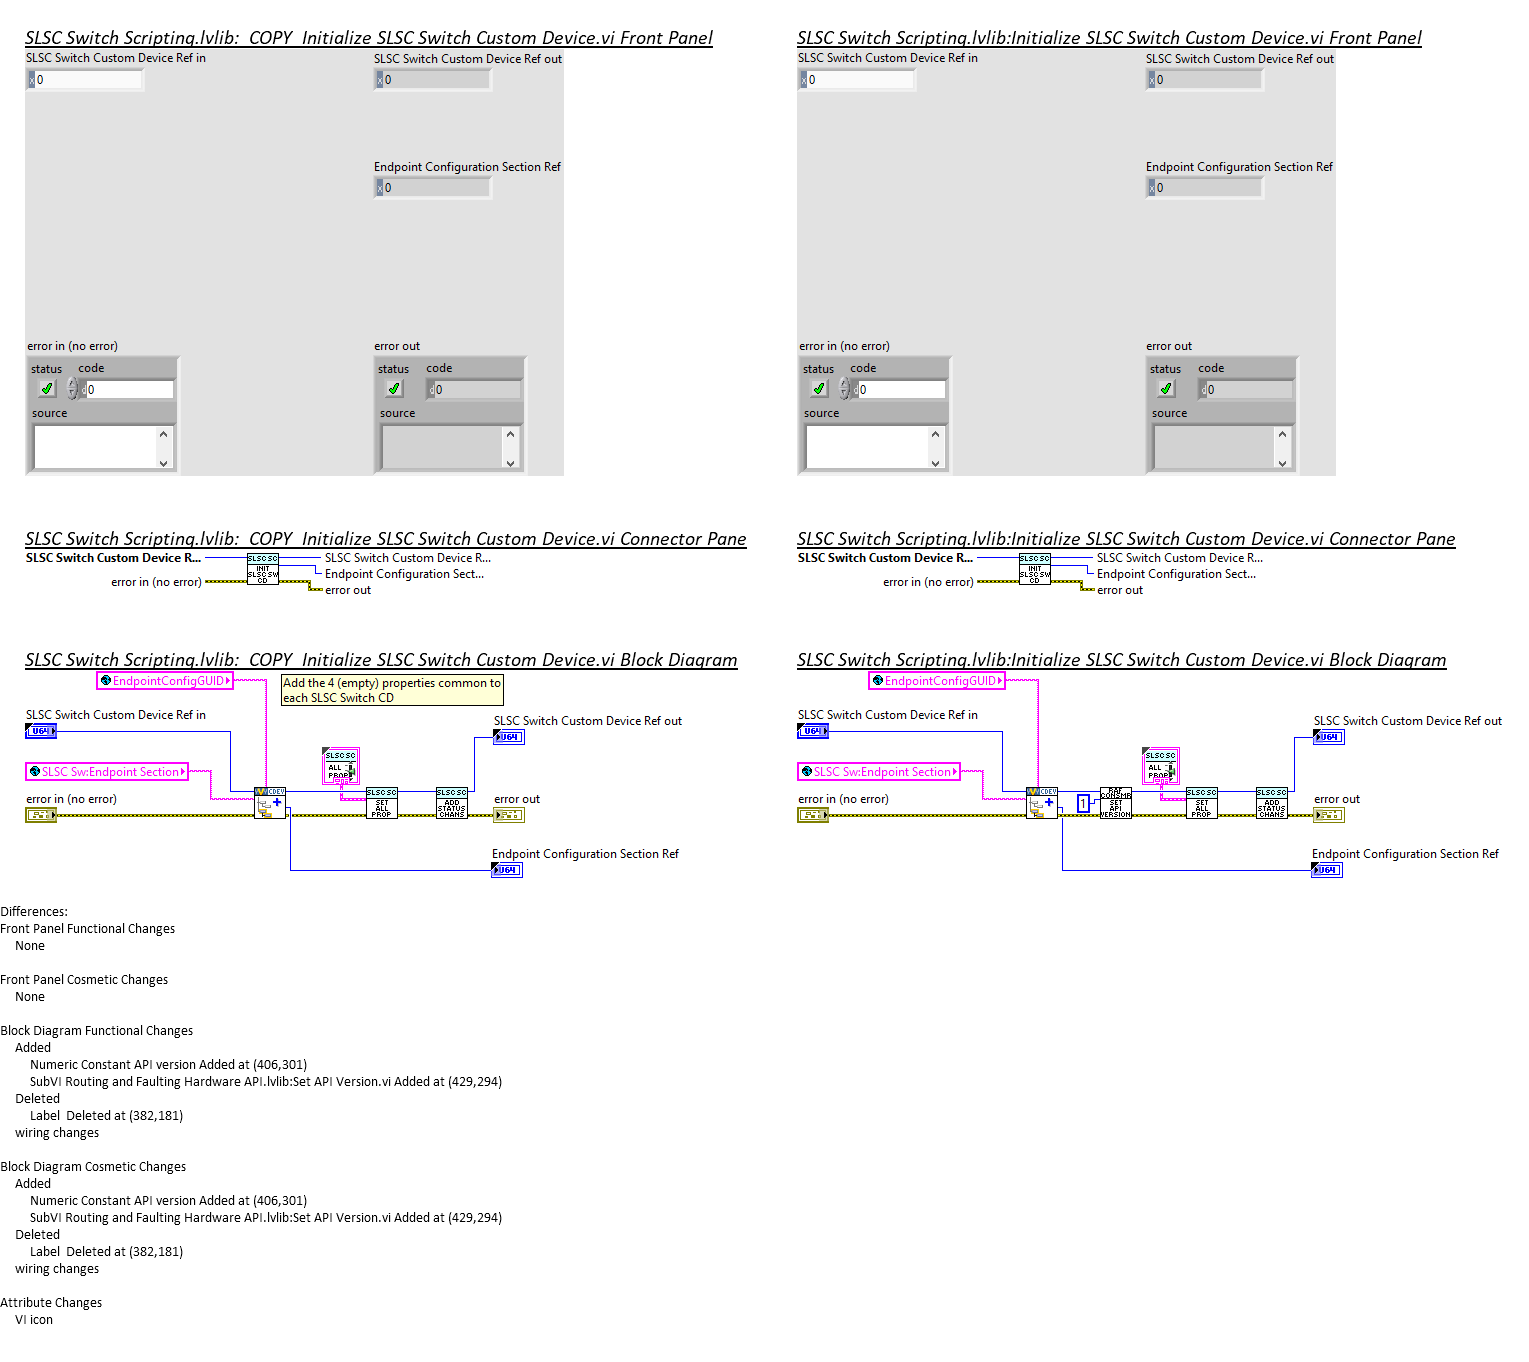 SLSC Switch Scripting.lvlib:  COPY  Initialize SLSC Switch Custom Device.vi Front Panel
SLSC Switch Custom Device Ref in
SLSC Switch Custom Device Ref out
x 0
x 0
Endpoint Configuration Section Ref
x 0
error in (no error)
error out
status code
status code
d 0
d 0
source
source
SLSC Switch Scripting.lvlib:Initialize SLSC Switch Custom Device.vi Front Panel
SLSC Switch Custom Device Ref in
SLSC Switch Custom Device Ref out
x 0
x 0
Endpoint Configuration Section Ref
x 0
error in (no error)
error out
status code
status code
d 0
d 0
source
source
SLSC Switch Scripting.lvlib:  COPY  Initialize SLSC Switch Custom Device.vi Connector Pane
SLSC Switch Custom Device R...
SLSC SC
INIT
SLSC SW
CD
SLSC Switch Custom Device R...
Endpoint Configuration Sect...
error in (no error)
error out
SLSC Switch Scripting.lvlib:Initialize SLSC Switch Custom Device.vi Connector Pane
SLSC Switch Custom Device R...
SLSC SC
INIT
SLSC SW
CD
SLSC Switch Custom Device R...
Endpoint Configuration Sect...
error in (no error)
error out
SLSC Switch Scripting.lvlib:  COPY  Initialize SLSC Switch Custom Device.vi Block Diagram
EndpointConfigGUID
Add the 4 (empty) properties common to
each SLSC Switch CD
SLSC Switch Custom Device Ref in
U64
SLSC Switch Custom Device Ref out
U64
SLSC SC
ALL
PROP
SLSC Sw:Endpoint Section
error in (no error)
CDEV
SLSC SC
SET
ALL
PROP
SLSC SC
ADD
STATUS
CHANS
error out
Endpoint Configuration Section Ref
U64
SLSC Switch Scripting.lvlib:Initialize SLSC Switch Custom Device.vi Block Diagram
EndpointConfigGUID
SLSC Switch Custom Device Ref in
U64
SLSC Switch Custom Device Ref out
U64
SLSC SC
ALL
PROP
SLSC Sw:Endpoint Section
error in (no error)
CDEV
1
RAF
CONSMR
SET
API
VERSION
SLSC SC
SET
ALL
PROP
SLSC SC
ADD
STATUS
CHANS
error out
Endpoint Configuration Section Ref
U64
Differences:
Front Panel Functional Changes
None
Front Panel Cosmetic Changes
None
Block Diagram Functional Changes
Added
Numeric Constant API version Added at (406,301)
SubVI Routing and Faulting Hardware API.lvlib:Set API Version.vi Added at (429,294)
Deleted
Label  Deleted at (382,181)
wiring changes
Block Diagram Cosmetic Changes
Added
Numeric Constant API version Added at (406,301)
SubVI Routing and Faulting Hardware API.lvlib:Set API Version.vi Added at (429,294)
Deleted
Label  Deleted at (382,181)
wiring changes
Attribute Changes
VI icon